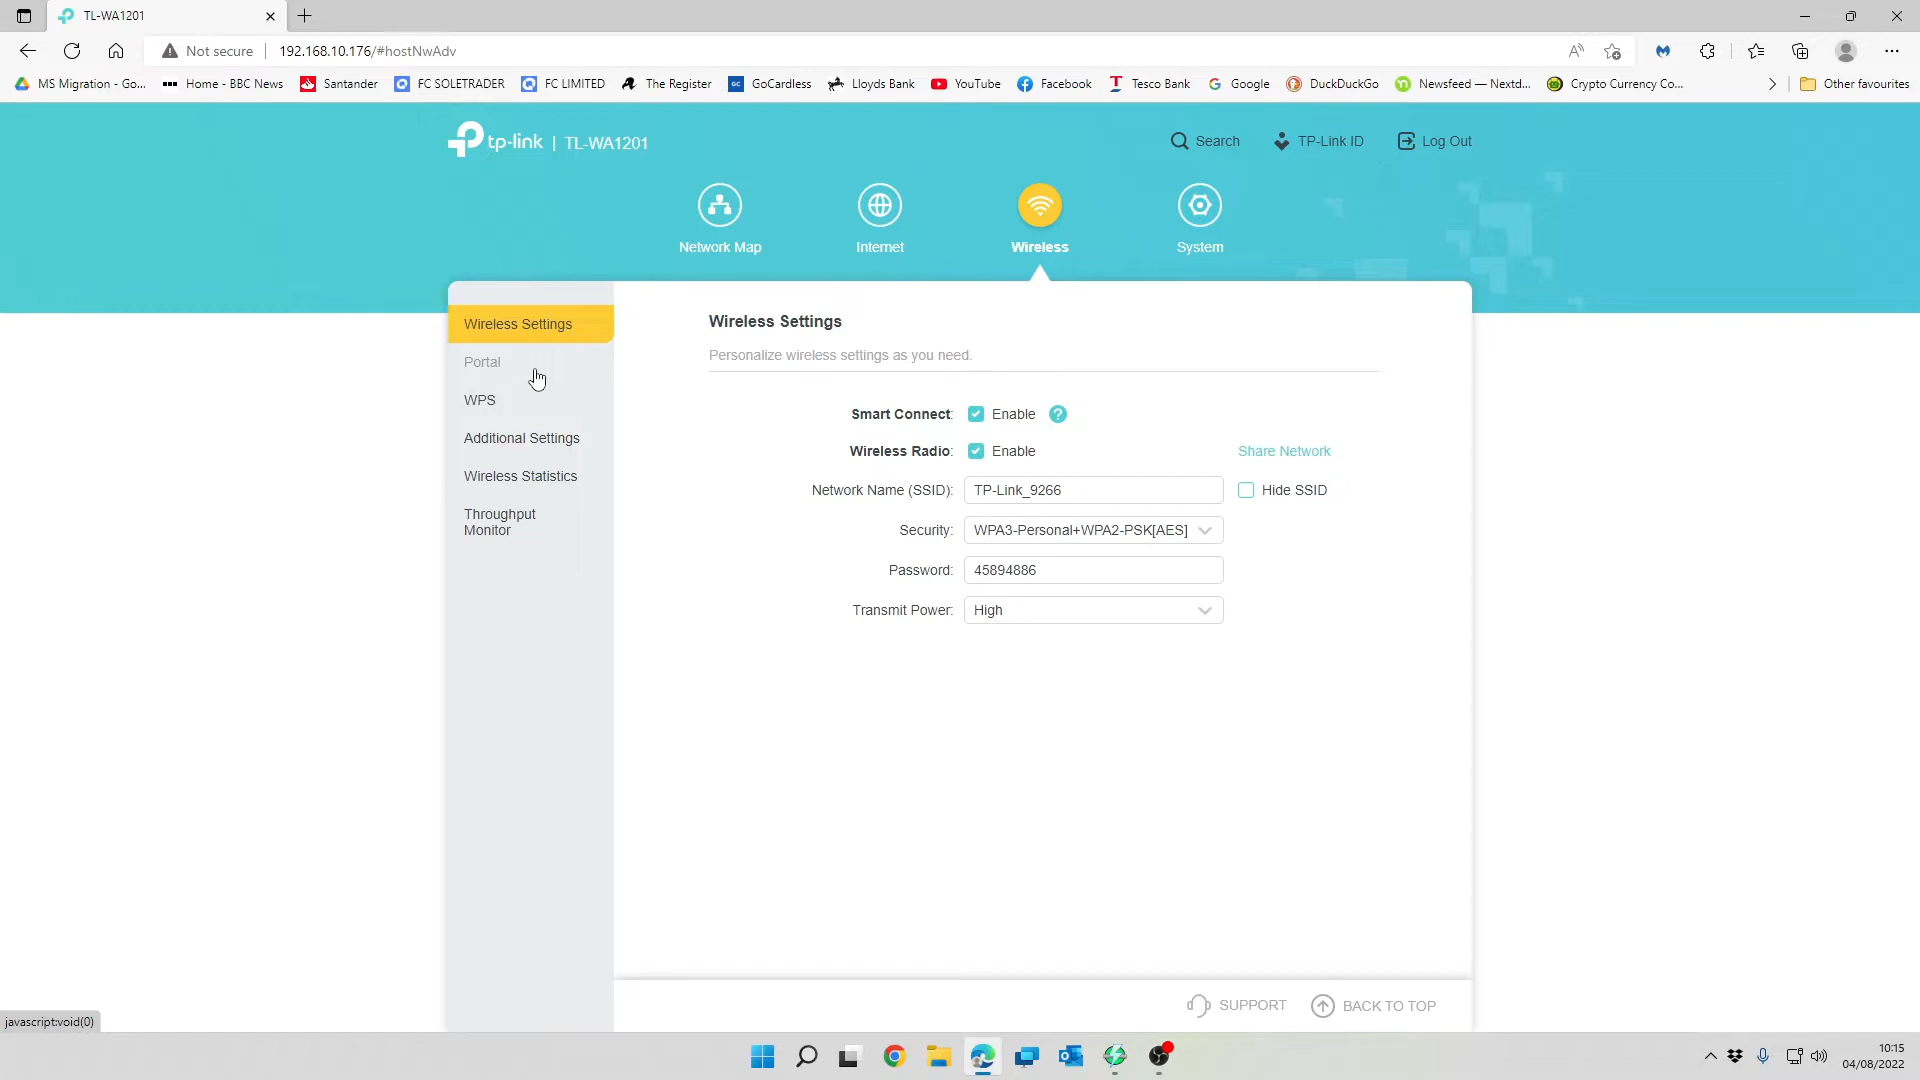 TL-WA1201
Not secure 192.168.10.176/#hostNwAdv
MS Migration - Go... Home - BBC News Santander FC SOLETRADER FC LIMITED The Register GoCardless Lloyds Bank YouTube Facebook Tesco Bank Google DuckDuckGo Newsfeed — Nextd... Crypto Currency Co... Other favourites
tp-link | TL-WA1201 Search TP-Link ID Log Out
Network Map Internet Wireless System
Wireless Settings
Portal
WPS
Additional Settings
Wireless Statistics
Throughput
Monitor
Wireless Settings
Personalize wireless settings as you need.
Smart Connect: Enable ?
Wireless Radio: Enable Share Network
Network Name (SSID): TP-Link_9266 Hide SSID
Security: WPA3-Personal+WPA2-PSK[AES]
Password: 45894886
Transmit Power: High
SUPPORT BACK TO TOP
javascript:void(0)
10:15
04/08/2022